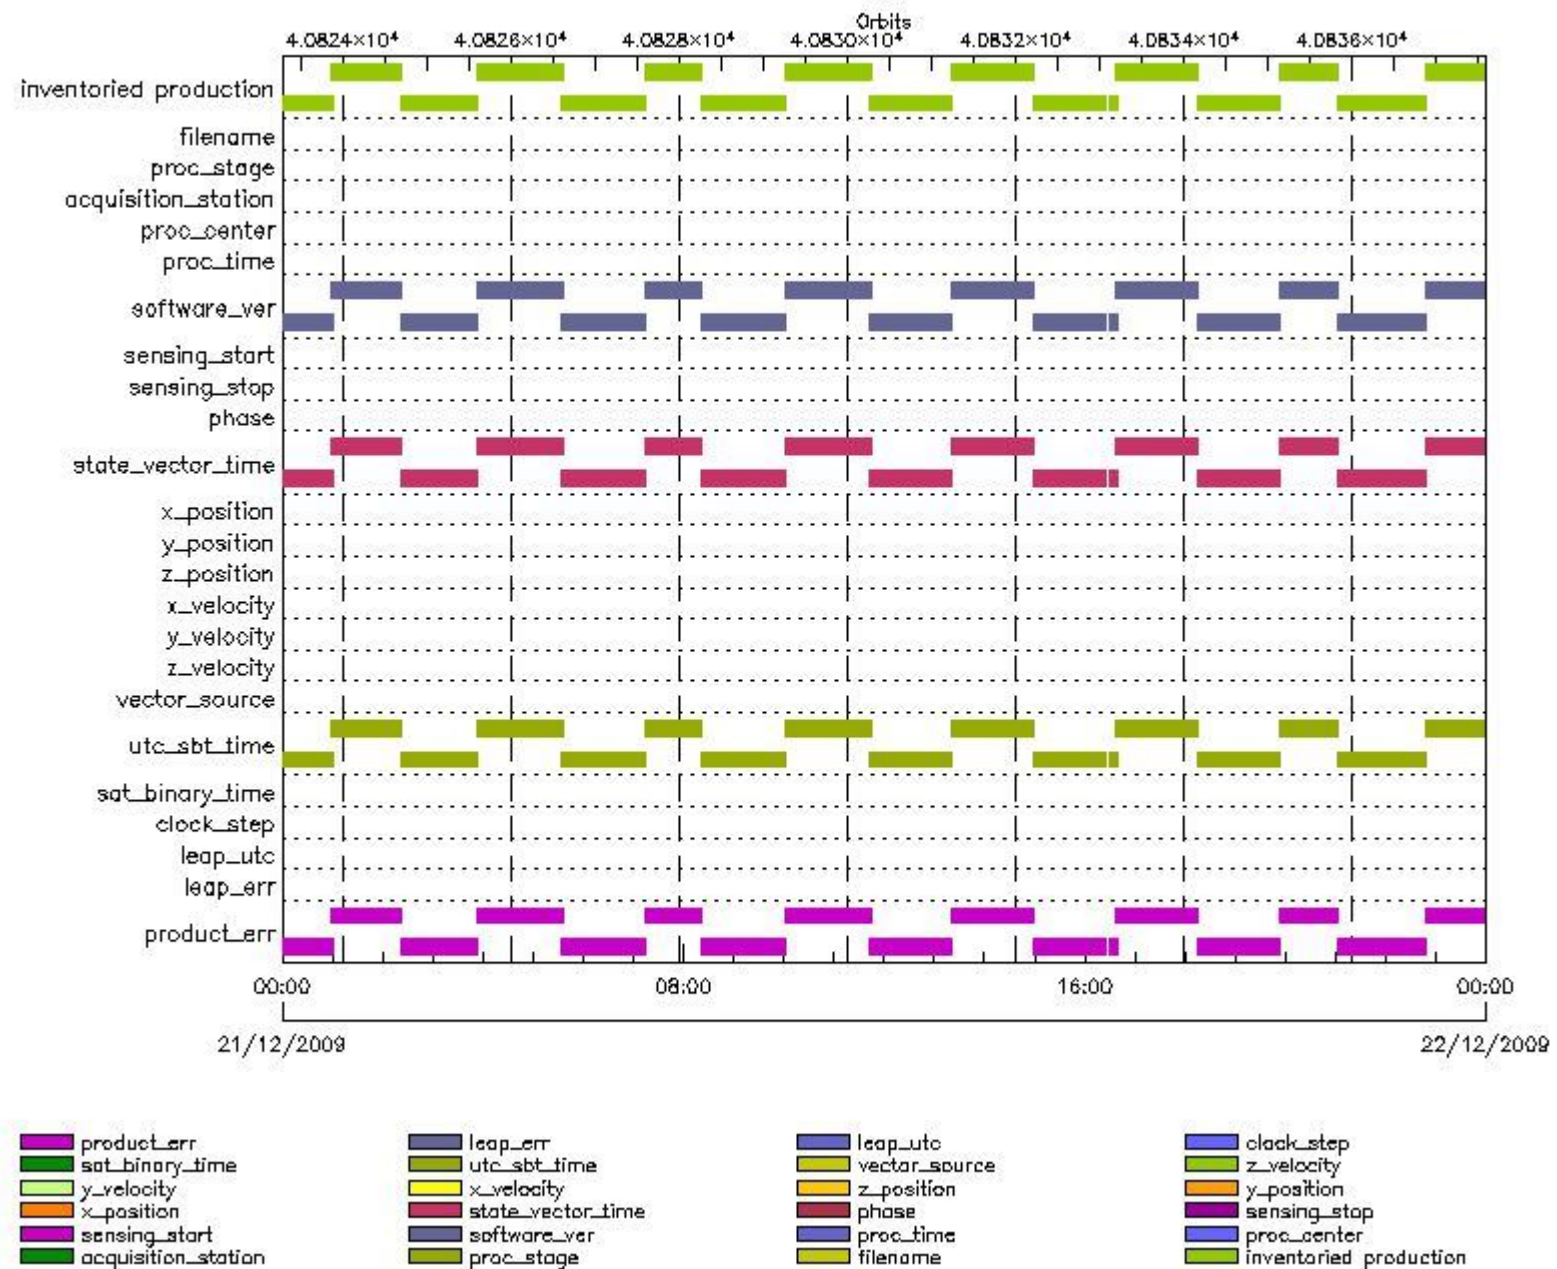 Orbits
4.0824×10⁴ 4.0826×10⁴ 4.0828×10⁴ 4.0830×10⁴ 4.0832×10⁴ 4.0834×10⁴ 4.0836×10⁴
inventoried production
filename
proc_stage
acquisition_station
proc_center
proc_time
software_ver
sensing_start
sensing_stop
phase
state_vector_time
x_position
y_position
z_position
x_velocity
y_velocity
z_velocity
vector_source
utc_sbt_time
sat_binary_time
clock_step
leap_utc
leap_err
product_err
00:00 08:00 16:00 00:00
21/12/2009 22/12/2009
product_err leap_err leap_utc clock_step
sat_binary_time utc_sbt_time vector_source z_velocity
y_velocity x_velocity z_position y_position
x_position state_vector_time phase sensing_stop
sensing_start software_ver proc_time proc_center
acquisition_station proc_stage filename inventoried production